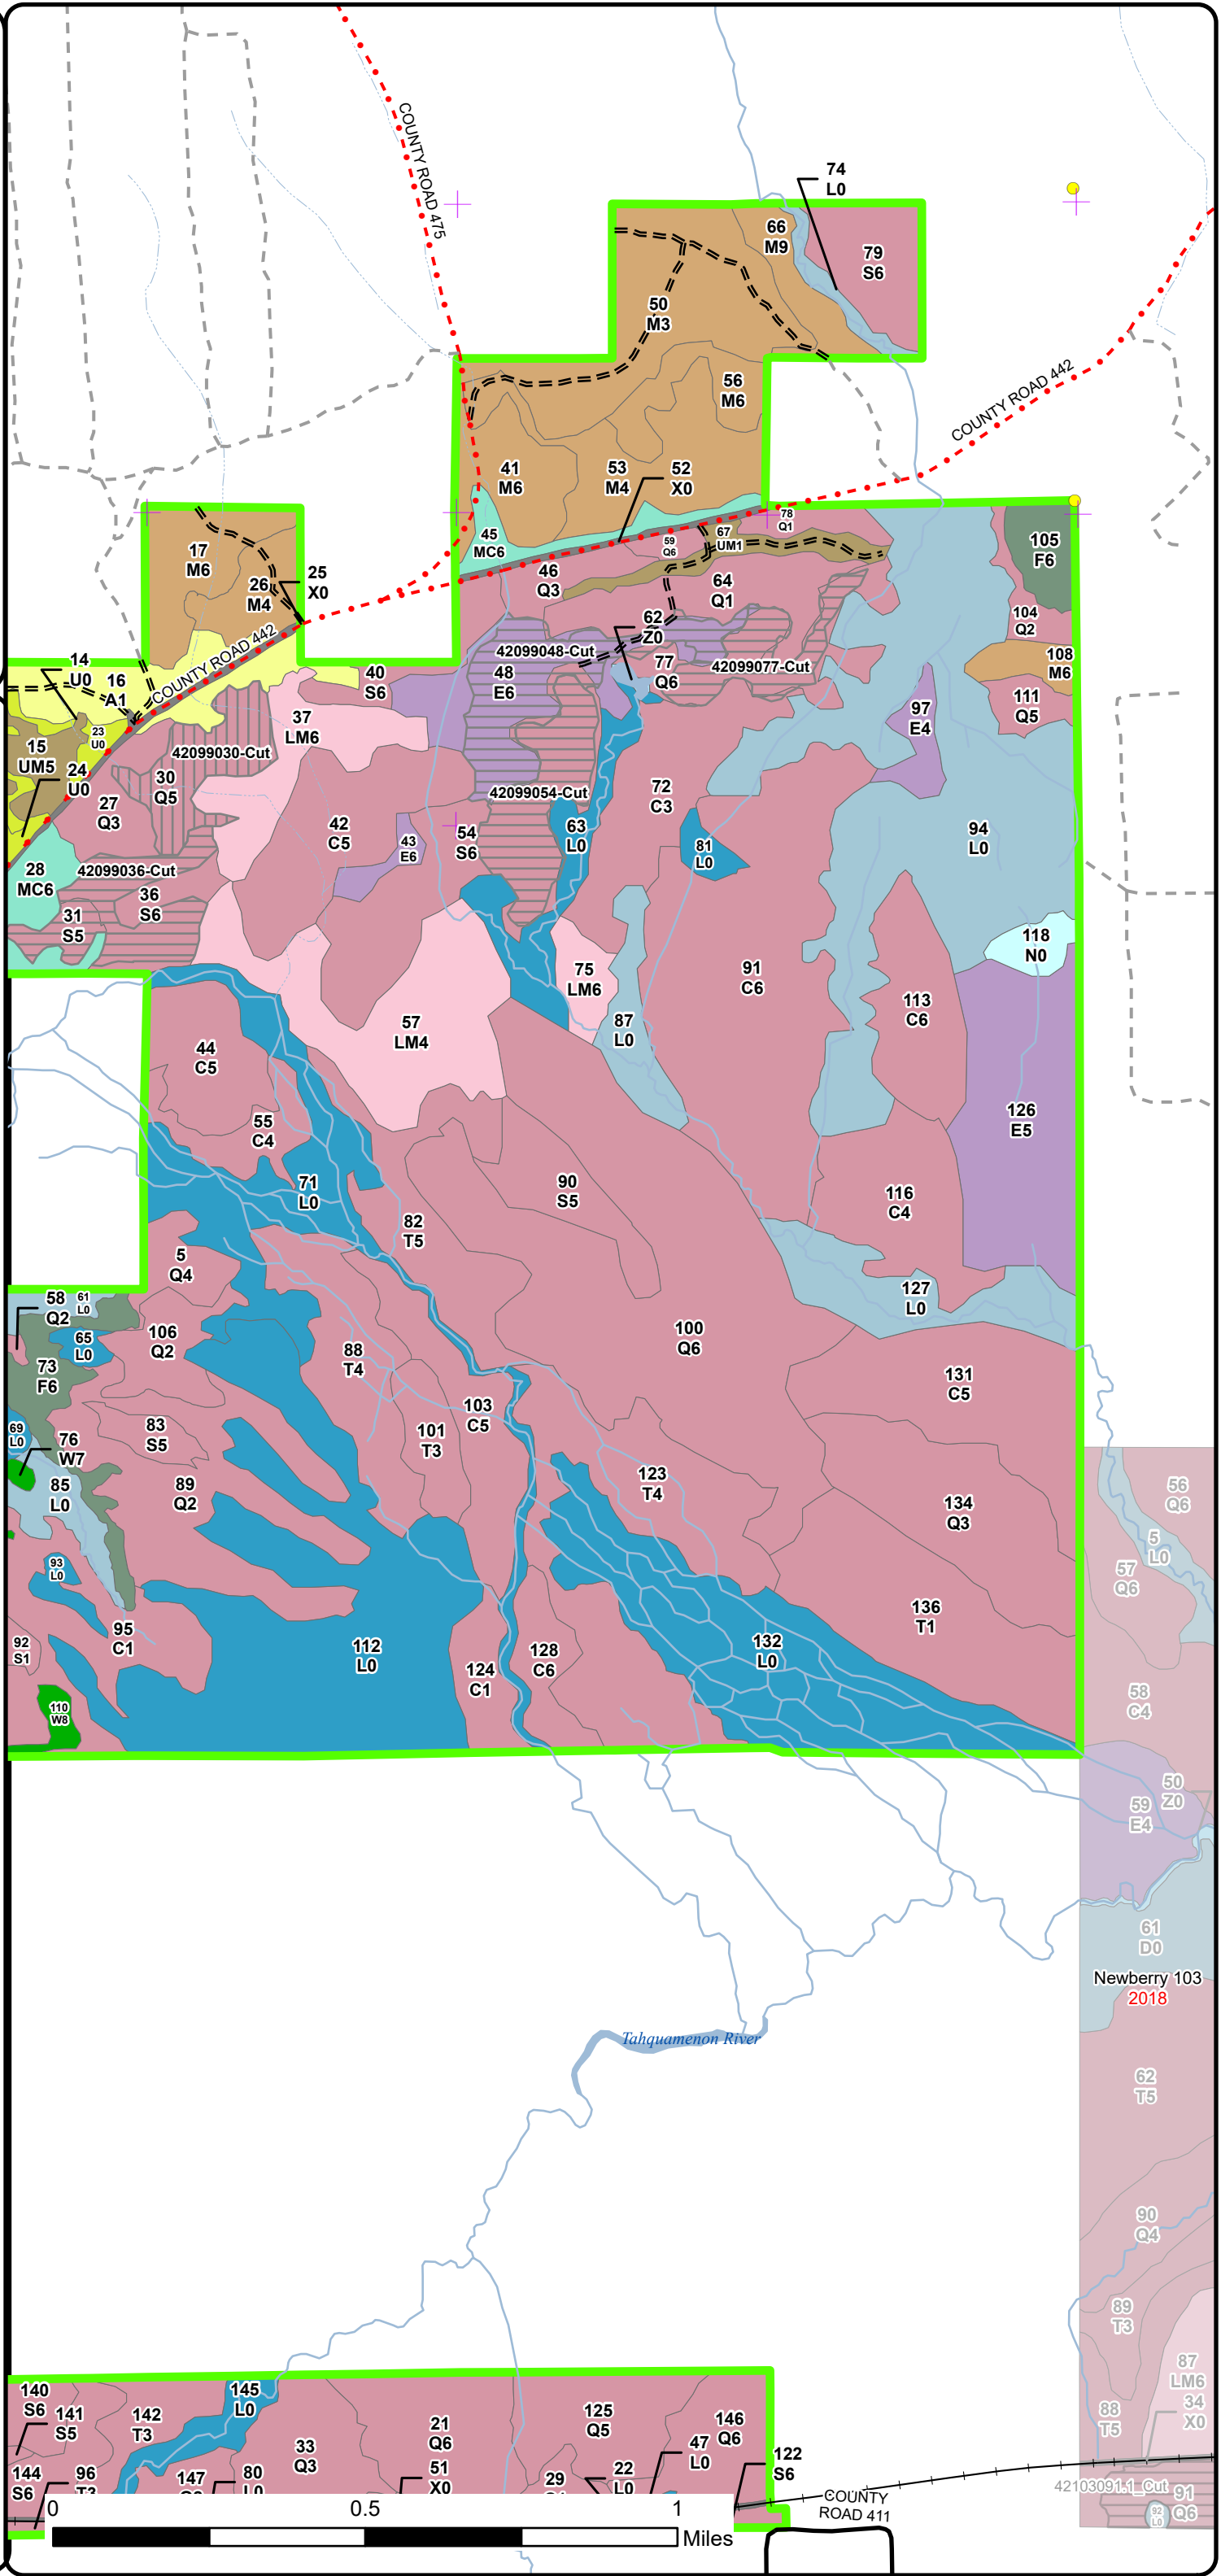 COUNTY ROAD 475
74
L0
66
M9
79
S6
50
M3
COUNTY ROAD 442
56
M6
41
M6
53
M4
52
X0
78
Q1
67
UM1
45
MC6
59
Q6
105
F6
17
M6
26
M4
25
X0
46
Q3
64
Q1
104
Q2
62
Z0
COUNTY ROAD 442
42099048-Cut
77
Q6
42099077-Cut
108
M6
14
U0
16
A1
40
S6
48
E6
111
Q5
97
E4
23
U0
37
LM6
15
UM5
42099030-Cut
24
U0
30
Q5
27
Q3
42099054-Cut
72
C3
42
C5
43
E6
54
S6
63
L0
81
L0
94
L0
28
MC6
42099036-Cut
36
S6
31
S5
118
N0
75
LM6
91
C6
113
C6
57
LM4
87
L0
44
C5
55
C4
126
E5
71
L0
90
S5
116
C4
82
T5
5
Q4
58
Q2
61
L0
127
L0
65
L0
106
Q2
88
T4
100
Q6
73
F6
131
C5
103
C5
69
L0
76
W7
83
S5
101
T3
85
L0
89
Q2
123
T4
56
Q6
134
Q3
5
L0
93
L0
57
Q6
95
C1
136
T1
92
S1
112
L0
124
C1
128
C6
132
L0
110
W8
58
C4
50
Z0
59
E4
61
D0
Newberry 103
2018
Tahquamenon River
62
T5
90
Q4
89
T3
87
LM6
34
X0
88
T5
140
S6
141
S5
142
T3
145
L0
33
Q3
21
Q6
125
Q5
146
Q6
47
L0
122
S6
144
S6
96
T3
147
80
L0
51
X0
29
22
L0
COUNTY
ROAD 411
42103091.1_Cut
91
Q6
92
L0
0
0.5
1
Miles